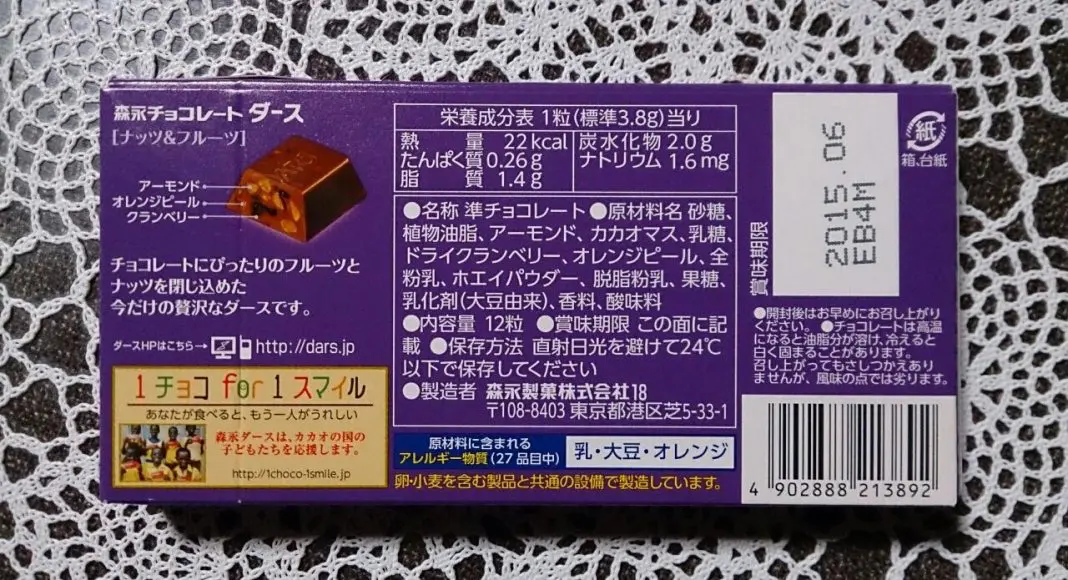 森永チョコレート ダース
[ナッツ&フルーツ]
アーモンド
オレンジピール
クランベリー
チョコレートにぴったりのフルーツと
ナッツを閉じ込めた
今だけの贅沢なダースです。
ダースHPはこちら→ http://dars.jp
1 チョコ for 1 スマイル
あなたが食べると、もう一人がうれしい
森永ダースは、カカオの国の
子どもたちを応援します。
http://1choco-1smile.jp
栄養成分表 1粒(標準3.8g)当り
熱量 22kcal
たんぱく質 0.26g
脂質 1.4g
炭水化物 2.0g
ナトリウム 1.6mg
●名称 準チョコレート ●原材料名 砂糖、
植物油脂、アーモンド、カカオマス、乳糖、
ドライクランベリー、オレンジピール、全
粉乳、ホエイパウダー、脱脂粉乳、果糖、
乳化剤(大豆由来)、香料、酸味料
●内容量 12粒 ●賞味期限 この面に記
載 ●保存方法 直射日光を避けて24℃
以下で保存してください
●製造者 森永製菓株式会社18
〒108-8403 東京都港区芝5-33-1
原材料に含まれる
アレルギー物質(27品目中)
乳・大豆・オレンジ
卵・小麦を含む製品と共通の設備で製造しています。
賞味期限
2015.06
EB4M
紙
箱、台紙
●開封後はお早めにお召し上がり
ください。 ●チョコレートは高温
になると油脂分が溶け、冷えると
白く固まることがあります。
召し上がってもさしつかえありま
せんが、風味の点では劣ります。
4 902888 213892